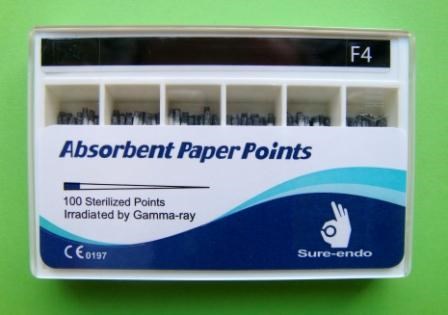 F4
Absorbent Paper Points
100 Sterilized Points
Irradiated by Gamma-ray
CE 0197
Sure-endo